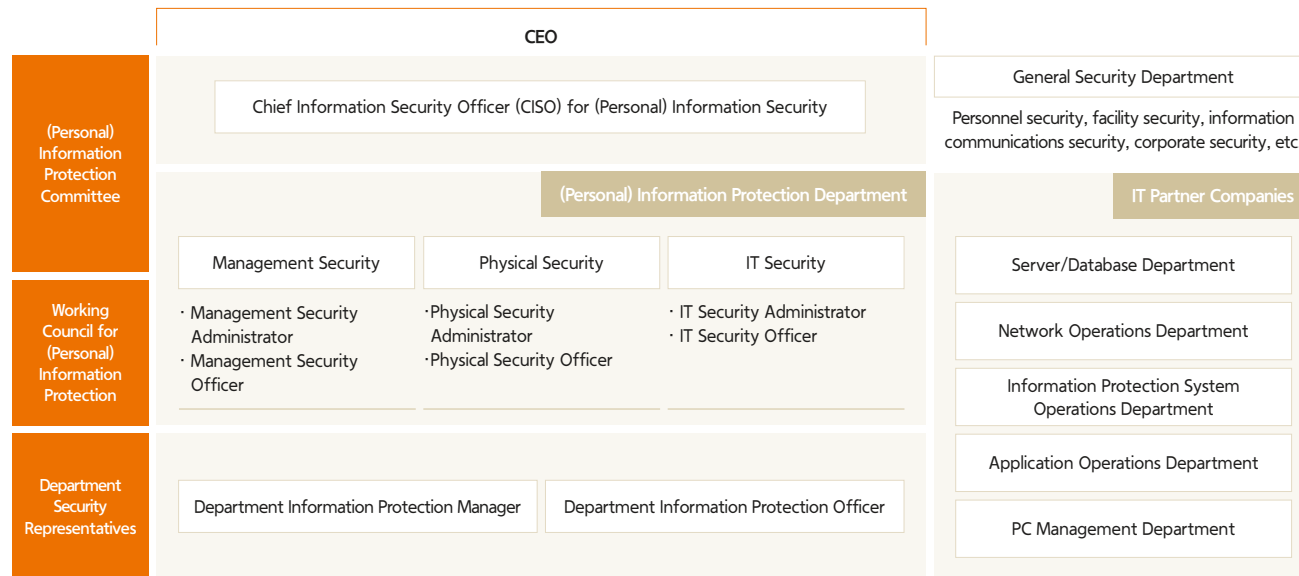 CEO
(Personal)
Information
Protection
Committee
Chief Information Security Officer (CISO) for (Personal) Information Security
General Security Department
Personnel security, facility security, information
communications security, corporate security, etc
(Personal) Information Protection Department
Management Security
Physical Security
IT Security
Working
Council for
(Personal)
Information
Protection
· Management Security
Administrator
· Management Security
Officer
·Physical Security
Administrator
·Physical Security Officer
· IT Security Administrator
· IT Security Officer
Department
Security
Representatives
Department Information Protection Manager
Department Information Protection Officer
IT Partner Companies
Server/Database Department
Network Operations Department
Information Protection System
Operations Department
Application Operations Department
PC Management Department